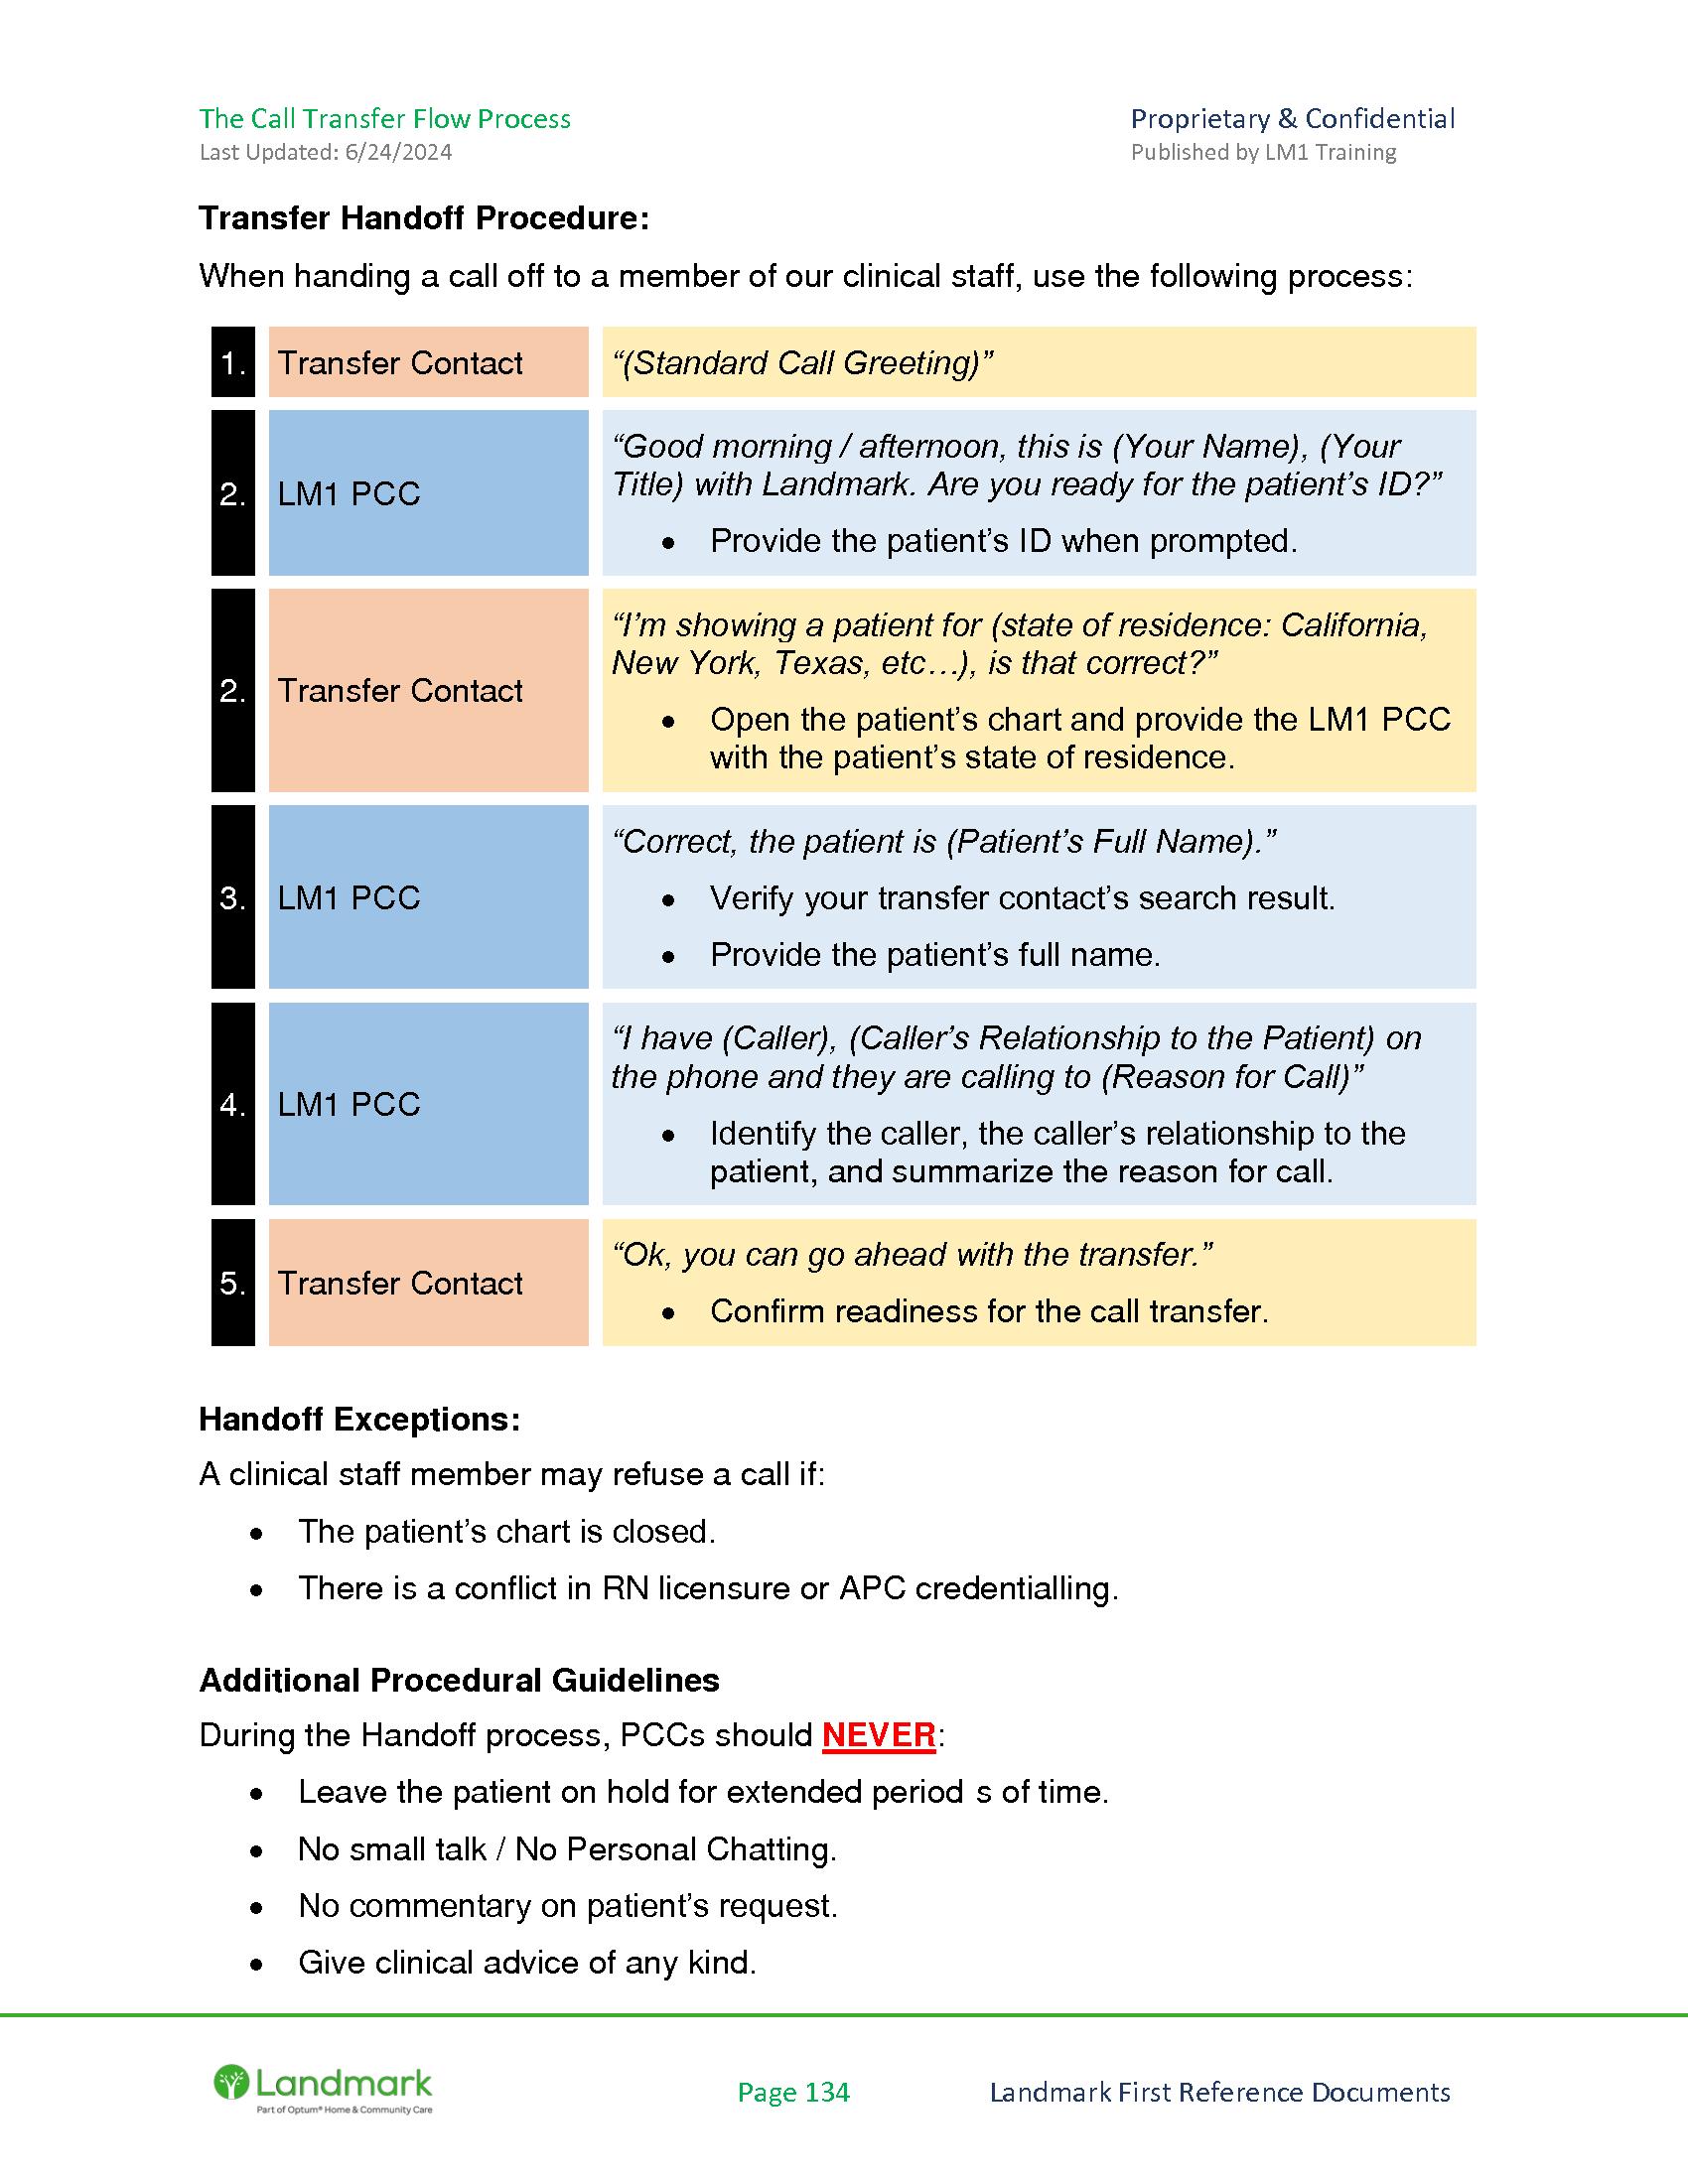 The Call Transfer Flow Process
Proprietary & Confidential
Last Updated: 6/24/2024
Published by LM1 Training
Transfer Handoff Procedure:
When handing a call off to a member of our clinical staff, use the following process:
1. Transfer Contact
“(Standard Call Greeting)”
2. LM1 PCC
“Good morning / afternoon, this is (Your Name), (Your
Title) with Landmark. Are you ready for the patient’s ID?”
• Provide the patient’s ID when prompted.
2. Transfer Contact
“I’m showing a patient for (state of residence: California,
New York, Texas, etc…), is that correct?”
• Open the patient’s chart and provide the LM1 PCC
with the patient’s state of residence.
3. LM1 PCC
“Correct, the patient is (Patient’s Full Name).”
• Verify your transfer contact’s search result.
• Provide the patient’s full name.
4. LM1 PCC
“I have (Caller), (Caller’s Relationship to the Patient) on
the phone and they are calling to (Reason for Call)”
• Identify the caller, the caller’s relationship to the
patient, and summarize the reason for call.
5. Transfer Contact
“Ok, you can go ahead with the transfer.”
• Confirm readiness for the call transfer.
Handoff Exceptions:
A clinical staff member may refuse a call if:
• The patient’s chart is closed.
• There is a conflict in RN licensure or APC credentialling.
Additional Procedural Guidelines
During the Handoff process, PCCs should NEVER:
• Leave the patient on hold for extended period s of time.
• No small talk / No Personal Chatting.
• No commentary on patient’s request.
• Give clinical advice of any kind.
Landmark
Part of Optum® Home & Community Care
Page 134
Landmark First Reference Documents